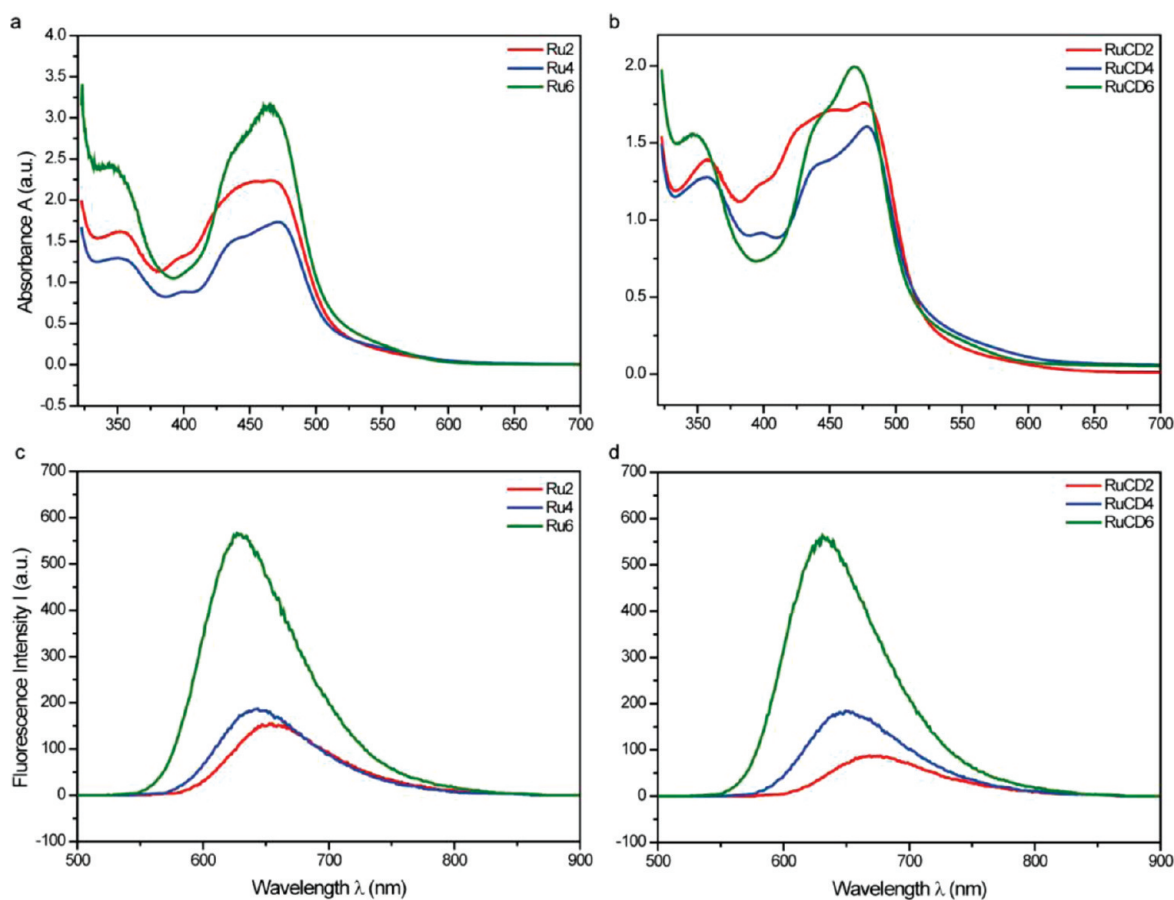 a
Absorbance A (a.u.)
4.0
3.5
3.0
2.5
2.0
1.5
1.0
0.5
0.0
-0.5
Ru2
Ru4
Ru6
350 400 450 500 550 600 650 700
b
2.0
1.5
1.0
0.5
0.0
RuCD2
RuCD4
RuCD6
350 400 450 500 550 600 650 700
c
Fluorescence Intensity I (a.u.)
700
600
500
400
300
200
100
0
-100
Ru2
Ru4
Ru6
500 600 700 800 900
Wavelength λ (nm)
d
700
600
500
400
300
200
100
0
-100
RuCD2
RuCD4
RuCD6
500 600 700 800 900
Wavelength λ (nm)